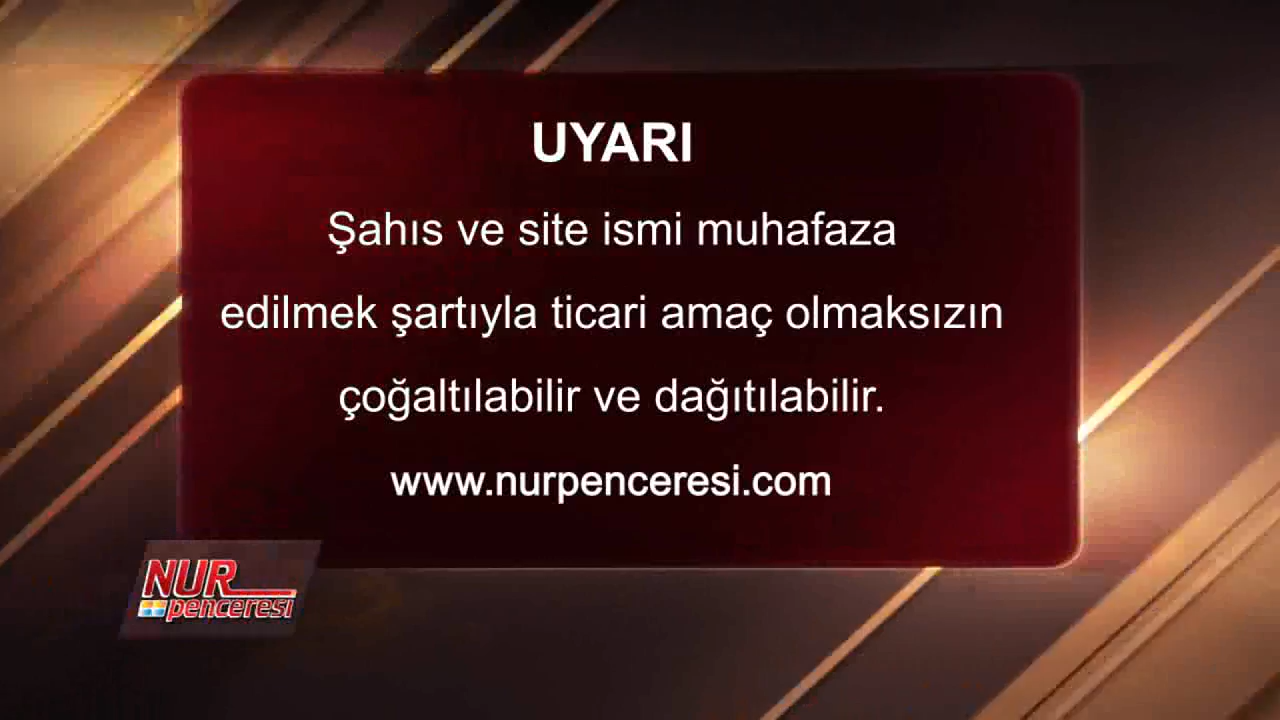 UYARI
Şahıs ve site ismi muhafaza
edilmek şartıyla ticari amaç olmaksızın
çoğaltılabilir ve dağıtılabilir.
www.nurpenceresi.com
NUR
penceresi